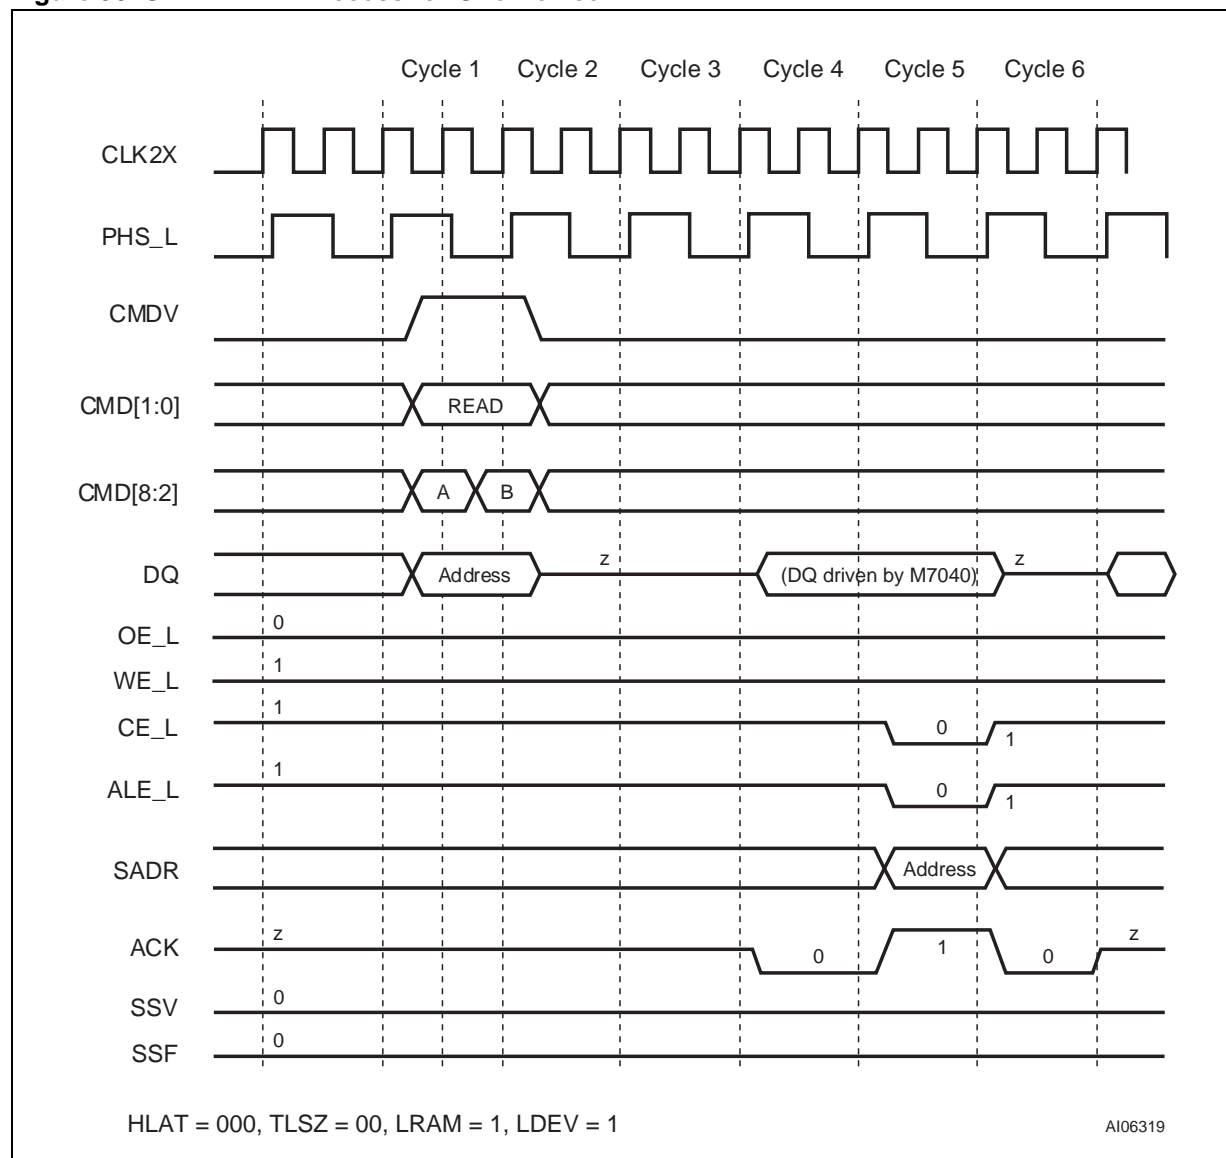 Cycle 1 Cycle 2 Cycle 3 Cycle 4 Cycle 5 Cycle 6
CLK2X
PHS_L
CMDV
CMD[1:0] READ
CMD[8:2] A B
DQ Address z (DQ driven by M7040) z
OE_L 0
WE_L 1
CE_L 1 0 1
ALE_L 1 0 1
SADR Address
ACK z 0 1 0 z
SSV 0
SSF 0
HLAT = 000, TLSZ = 00, LRAM = 1, LDEV = 1
AI06319